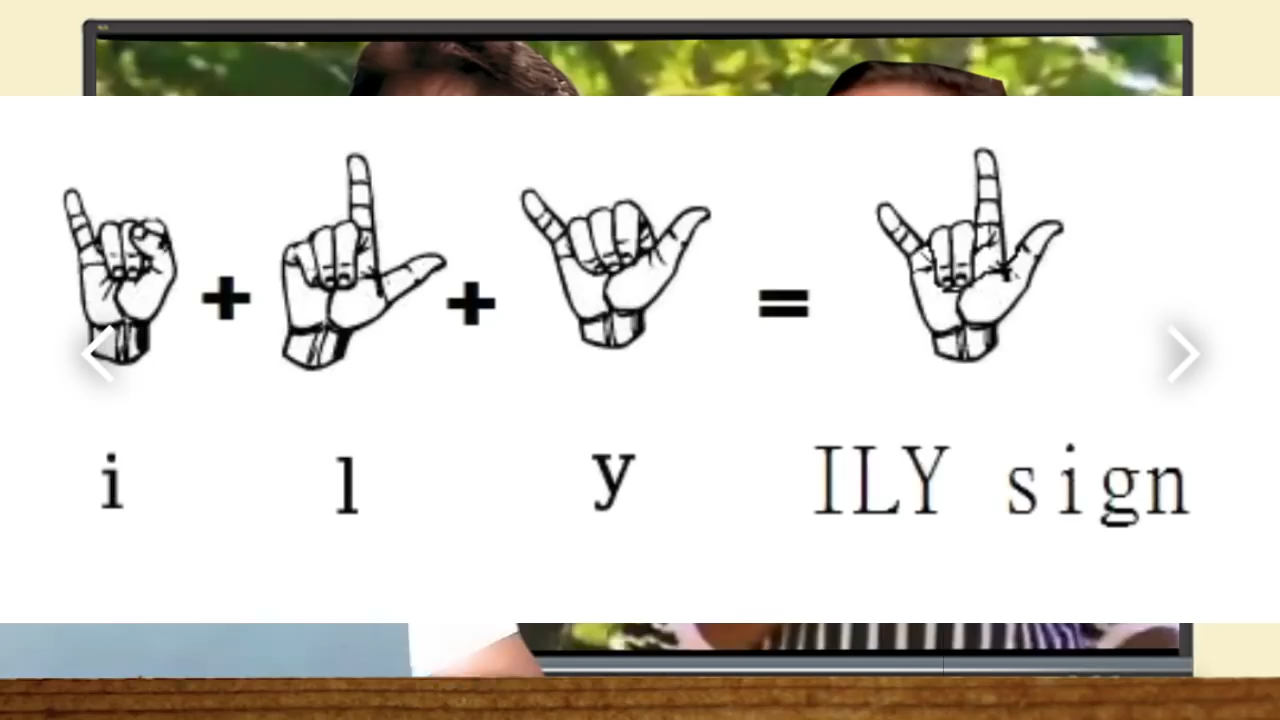 + + =
i l y ILY sign